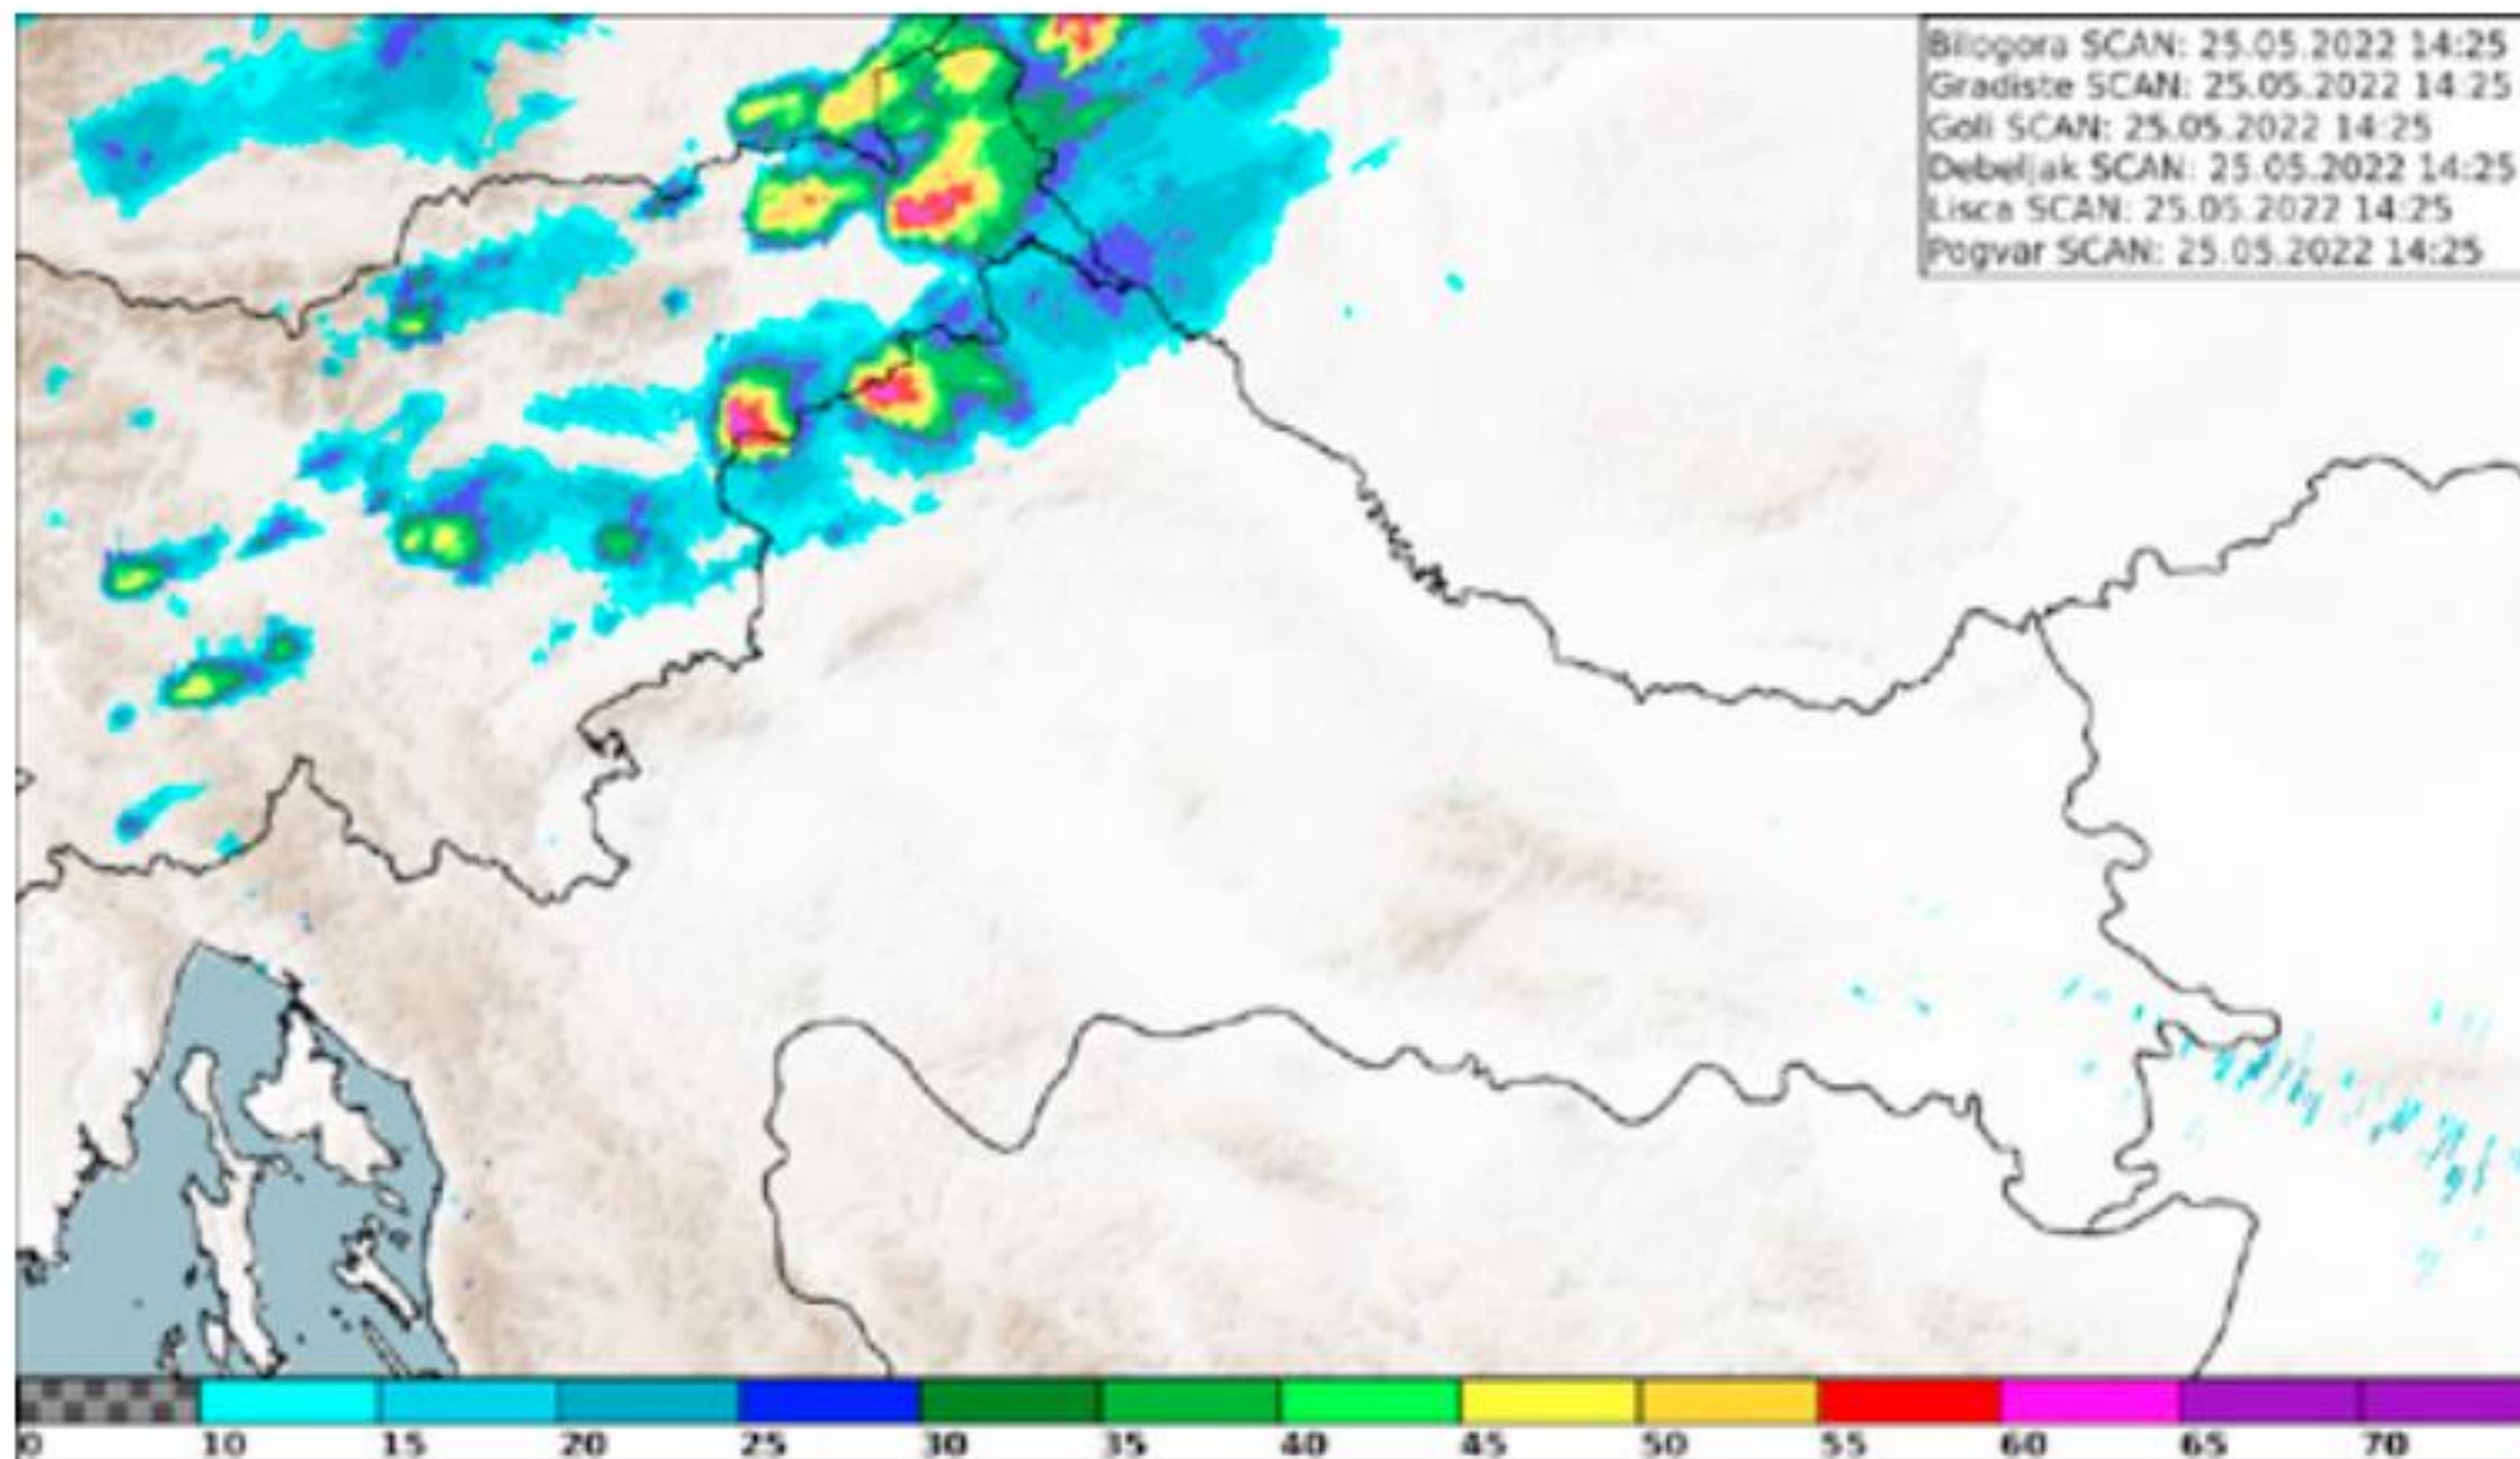 Bilogora SCAN: 25.05.2022 14:25
Gradiste SCAN: 25.05.2022 14:25
Goli SCAN: 25.05.2022 14:25
Debeljak SCAN: 25.05.2022 14:25
Lisca SCAN: 25.05.2022 14:25
Pogvar SCAN: 25.05.2022 14:25
0 10 15 20 25 30 35 40 45 50 55 60 65 70